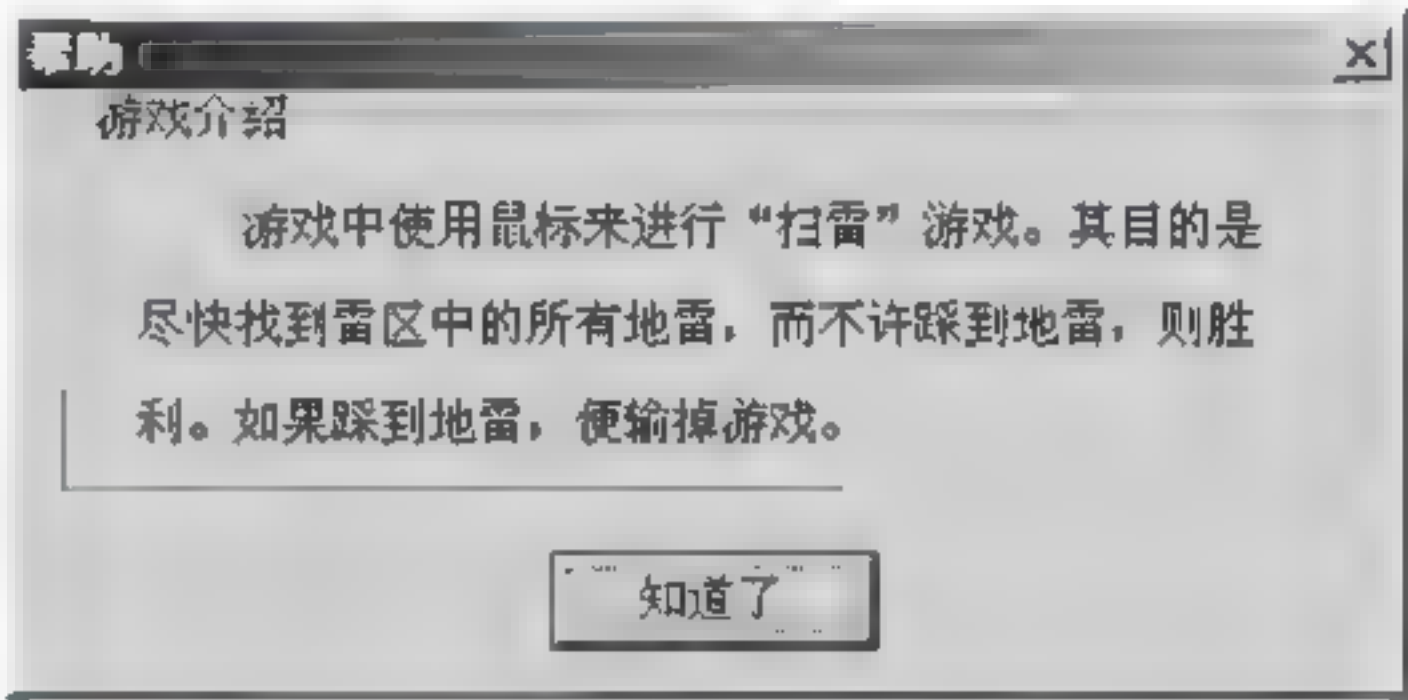 帮助
游戏介绍
游戏中使用鼠标来进行“扫雷”游戏。其目的是
尽快找到雷区中的所有地雷，而不许踩到地雷，则胜
利。如果踩到地雷，便输掉游戏。
知道了